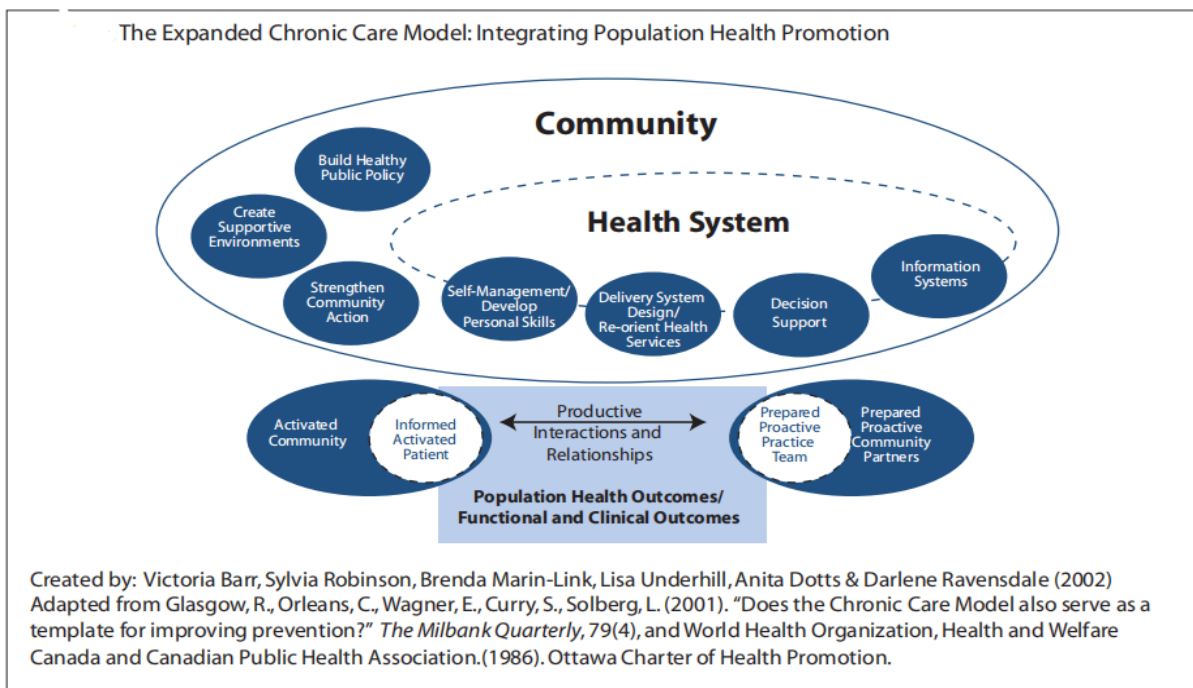 The Expanded Chronic Care Model: Integrating Population Health Promotion
Community
Build Healthy
Public Policy
Create
Supportive
Environments
Strengthen
Community
Action
Health System
Self-Management/
Develop
Personal Skills
Delivery System
Design/
Re-orient Health
Services
Decision
Support
Information
Systems
Activated
Community
Informed
Activated
Patient
Productive
Interactions and
Relationships
Prepared
Proactive
Practice
Team
Prepared
Proactive
Community
Partners
Population Health Outcomes/
Functional and Clinical Outcomes
Created by: Victoria Barr, Sylvia Robinson, Brenda Marin-Link, Lisa Underhill, Anita Dotts & Darlene Ravensdale (2002)
Adapted from Glasgow, R., Orleans, C., Wagner, E., Curry, S., Solberg, L. (2001). “Does the Chronic Care Model also serve as a
template for improving prevention?” The Milbank Quarterly, 79(4), and World Health Organization, Health and Welfare
Canada and Canadian Public Health Association.(1986). Ottawa Charter of Health Promotion.